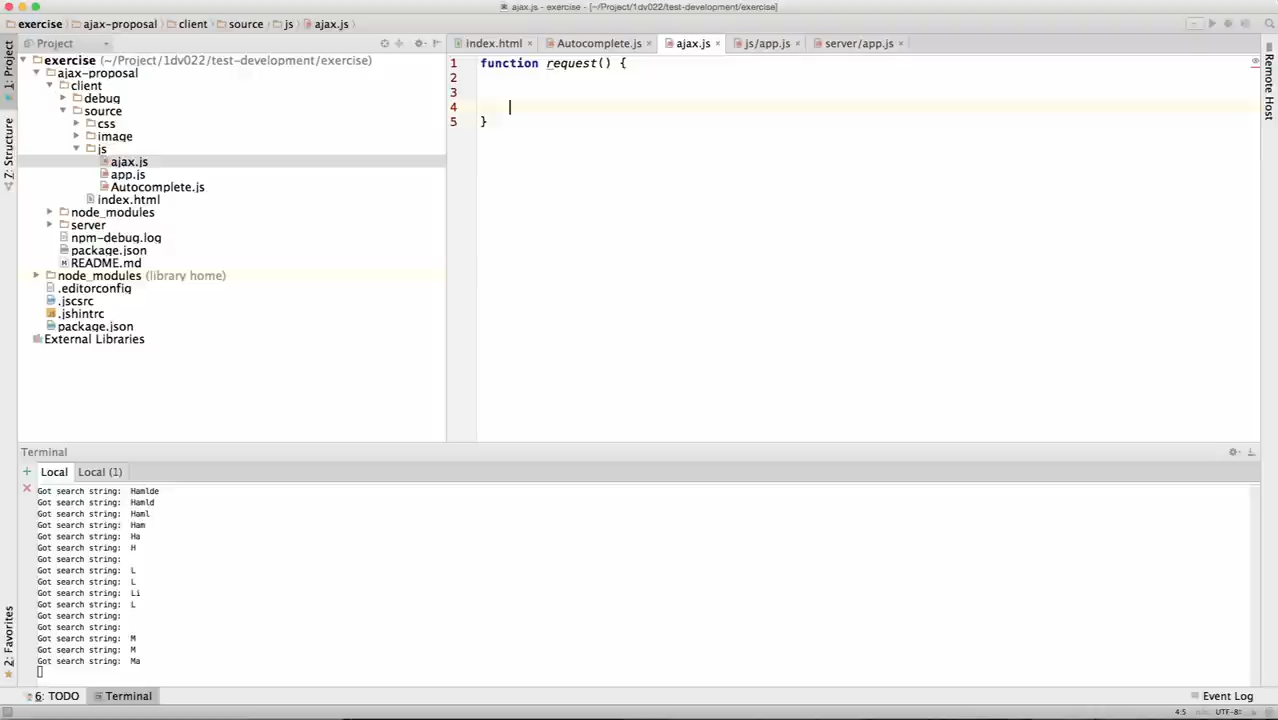 ajax.js - exercise - [~/Project/1dv022/test-development/exercise]
exercise ajax-proposal client source js ajax.js
Project
index.html Autocomplete.js ajax.js js/app.js server/app.js
1: Project
Z: Structure
2: Favorites
Remote Host
exercise (~/Project/1dv022/test-development/exercise)
ajax-proposal
client
debug
source
css
image
js
ajax.js
app.js
Autocomplete.js
index.html
node_modules
server
npm-debug.log
package.json
README.md
node_modules (library home)
.editorconfig
.jscsrc
.jshintrc
package.json
External Libraries
1 function request() {
2
3
4
5 }
Terminal
Local Local (1)
Got search string: Hamlde
Got search string: Hamld
Got search string: Haml
Got search string: Ham
Got search string: Ha
Got search string: H
Got search string:
Got search string: L
Got search string: L
Got search string: Li
Got search string: L
Got search string:
Got search string:
Got search string: M
Got search string: M
Got search string: Ma
6: TODO Terminal Event Log
4:5 UTF-8